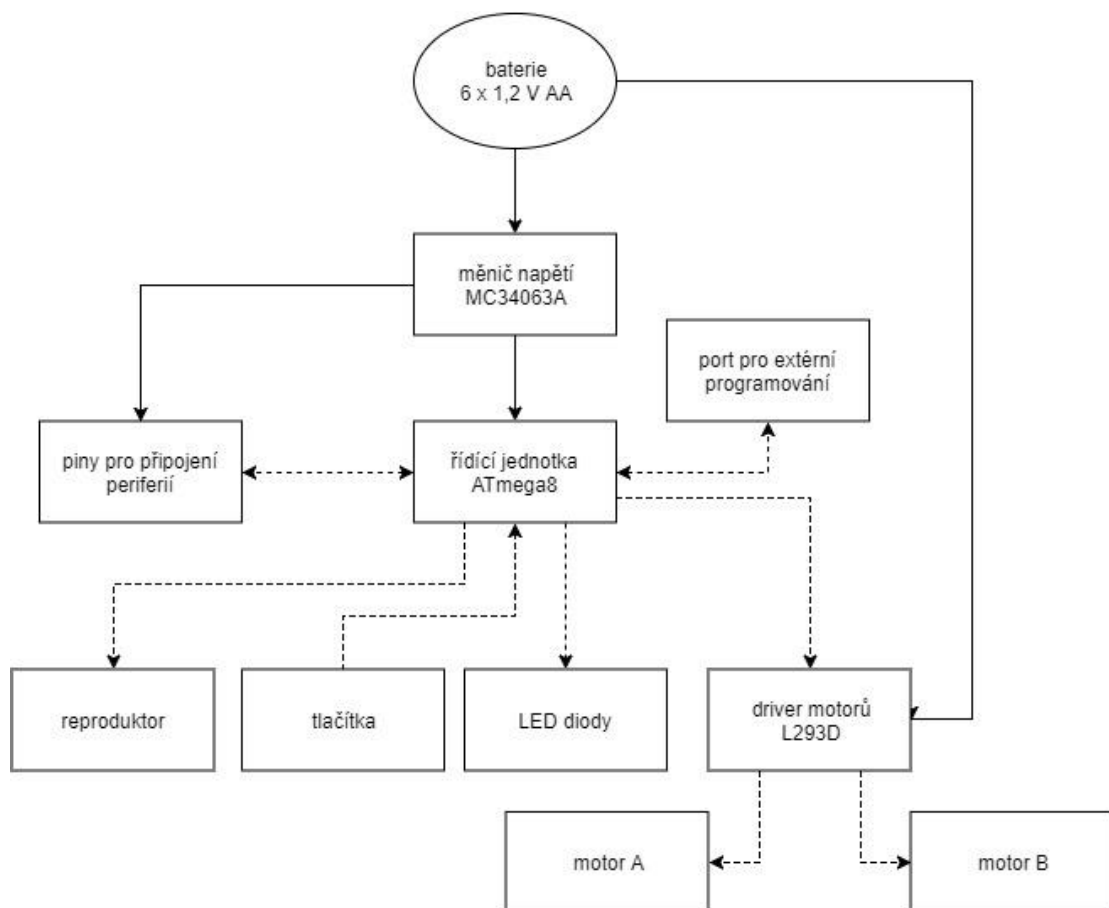 baterie
6 x 1,2 V AA
měnič napětí
MC34063A
port pro extérní
programování
piny pro připojení
periferií
řídící jednotka
ATmega8
reproduktor
tlačítka
LED diody
driver motorů
L293D
motor A
motor B